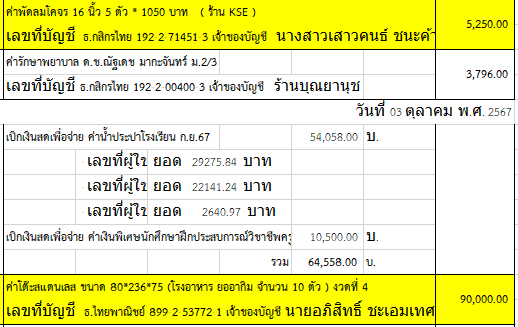 ค่าพัดลมโคจร 16 นิ้ว 5 ตัว * 1050 บาท ( ร้าน KSE ) 5,250.00
เลขที่บัญชี ธ.กสิกรไทย 192 2 71451 3 เจ้าของบัญชี นางสาวเสาวคนธ์ ชนะค้า
ค่ารักษาพยาบาล ด.ช.ณัฐเดช มากะจันทร์ ม.2/3 3,796.00
เลขที่บัญชี ธ.กสิกรไทย 192 2 00400 3 เจ้าของบัญชี ร้านบุณยานุช
วันที่ 03 ตุลาคม พ.ศ. 2567
เบิกเงินสดเพื่อจ่าย ค่าน้ำประปาโรงเรียน ก.ย.67 54,058.00 บ.
เลขที่ผู้ใช ยอด 29275.84 บาท
เลขที่ผู้ใช ยอด 22141.24 บาท
เลขที่ผู้ใช ยอด 2640.97 บาท
เบิกเงินสดเพื่อจ่าย ค่าเงินพิเศษนักศึกษาฝึกประสบการณ์วิชาชีพครู 10,500.00 บ.
รวม 64,558.00 บ.
ค่าโต๊ะสแตนเลส ขนาด 80*236*75 (โรงอาหาร ยออากิม จำนวน 10 ตัว ) งวดที่ 4 90,000.00
เลขที่บัญชี ธ.ไทยพาณิชย์ 899 2 53772 1 เจ้าของบัญชี นายอภิสิทธิ์ ชะเอมเทศ